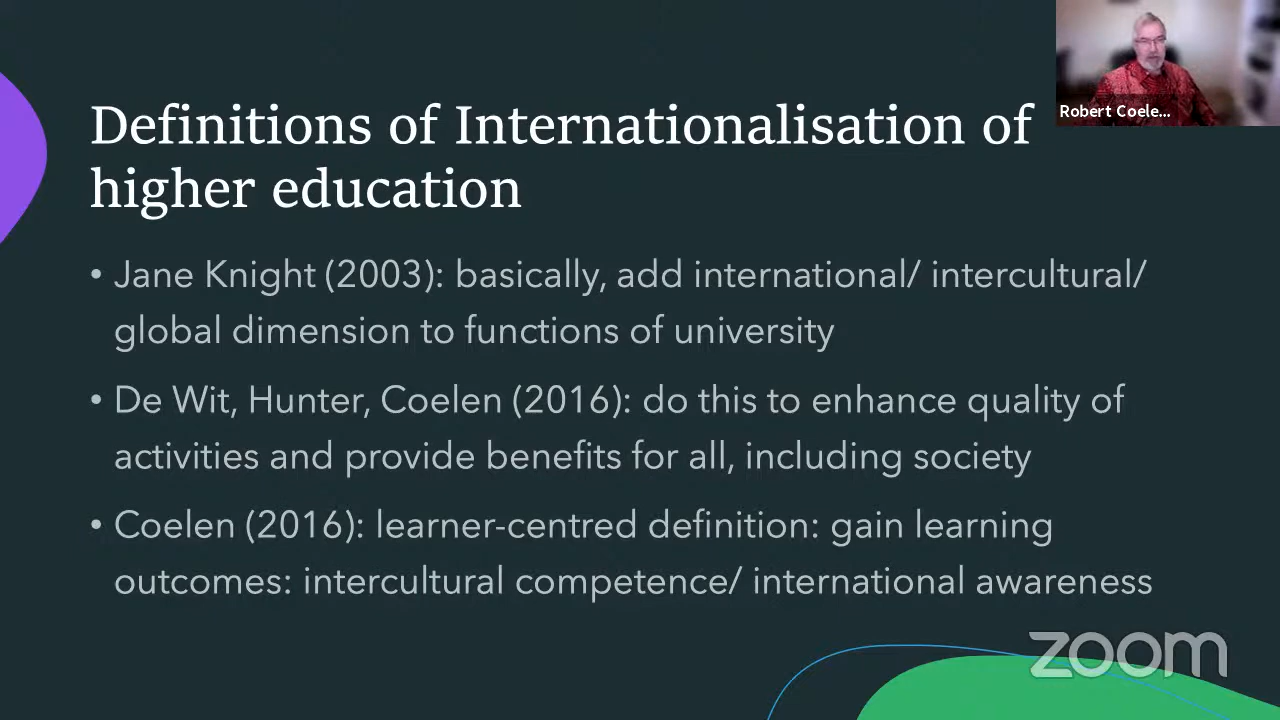 Robert Coele...
Definitions of Internationalisation of
higher education
• Jane Knight (2003): basically, add international/ intercultural/
global dimension to functions of university
• De Wit, Hunter, Coelen (2016): do this to enhance quality of
activities and provide benefits for all, including society
• Coelen (2016): learner-centred definition: gain learning
outcomes: intercultural competence/ international awareness
zoom